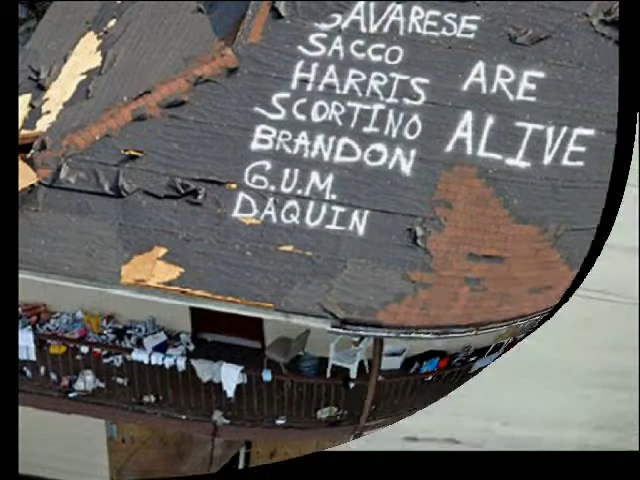 SAVARESE
SACCO
HARRIS
SCORTINO
BRANDON
G.U.M.
DAQUIN
ARE
ALIVE